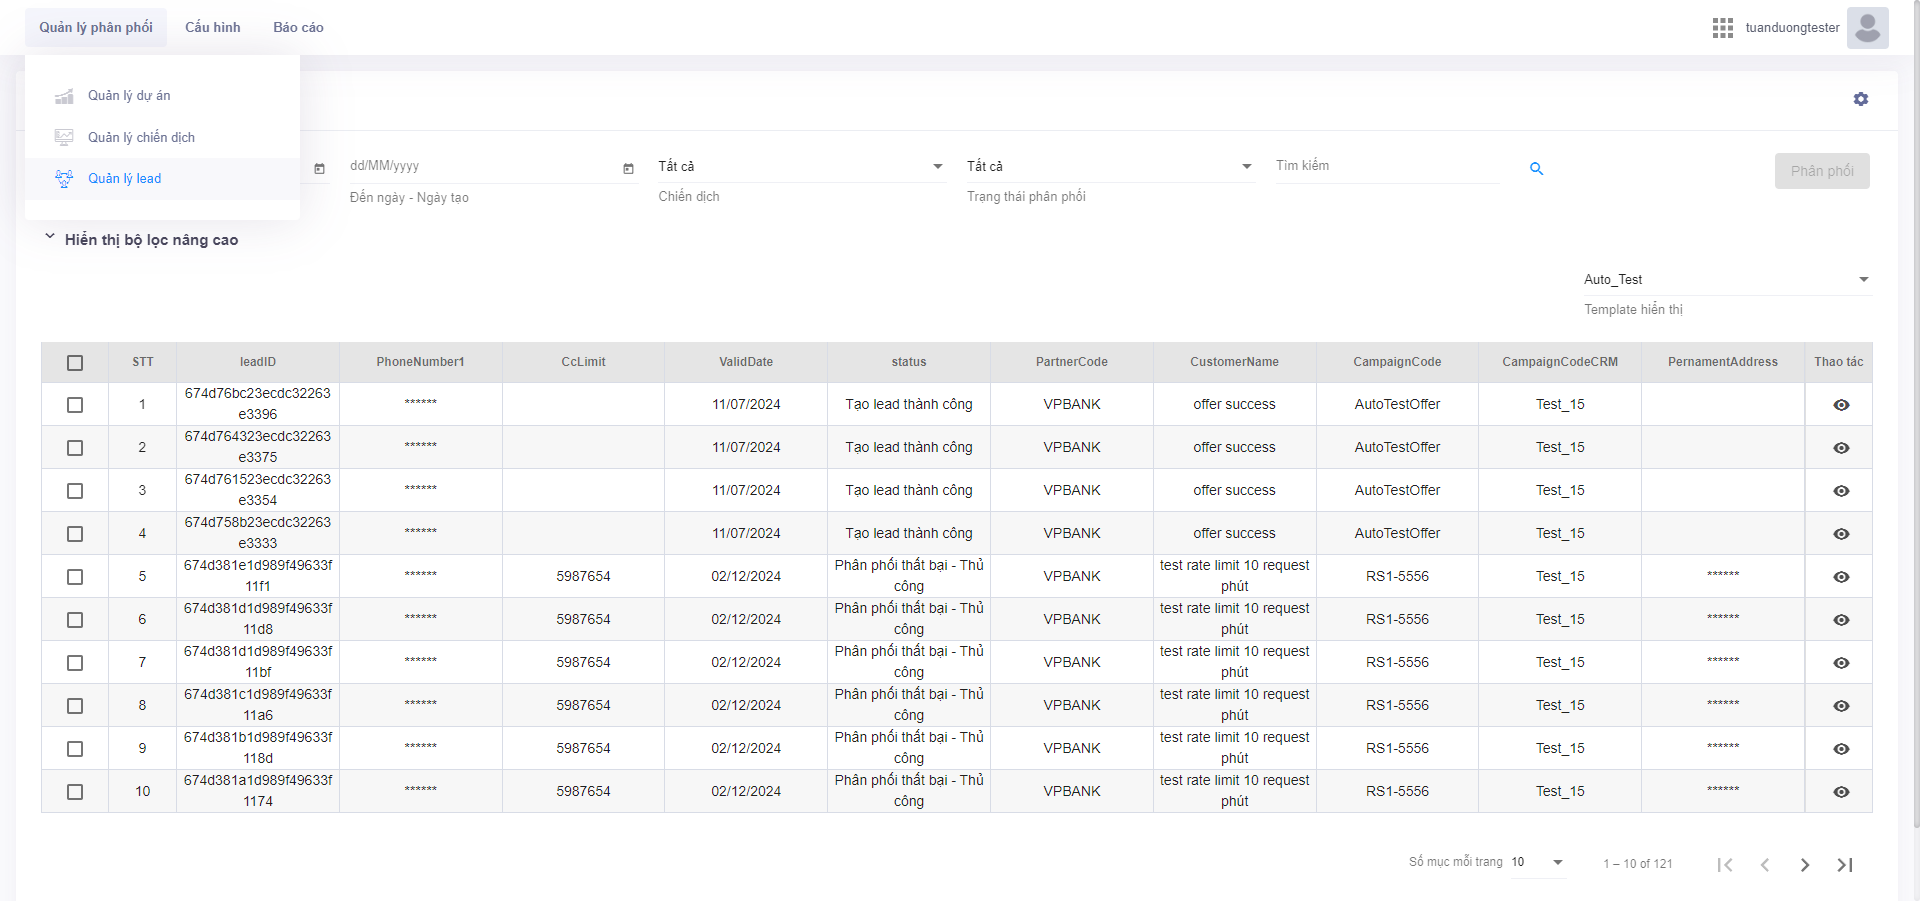 Quản lý phân phối Cấu hình Báo cáo tuanduongtester
Quản lý dự án
Quản lý chiến dịch
Quản lý lead
dd/MM/yyyy Tất cả Tất cả Tìm kiếm Phân phối
Đến ngày - Ngày tạo Chiến dịch Trạng thái phân phối
Hiển thị bộ lọc nâng cao
Auto_Test
Template hiển thị
STT leadID PhoneNumber1 CcLimit ValidDate status PartnerCode CustomerName CampaignCode CampaignCodeCRM PernamentAddress Thao tác
1 674d76bc23ecdc32263e3396 ****** 11/07/2024 Tạo lead thành công VPBANK offer success AutoTestOffer Test_15
2 674d764323ecdc32263e3375 ****** 11/07/2024 Tạo lead thành công VPBANK offer success AutoTestOffer Test_15
3 674d761523ecdc32263e3354 ****** 11/07/2024 Tạo lead thành công VPBANK offer success AutoTestOffer Test_15
4 674d758b23ecdc32263e3333 ****** 11/07/2024 Tạo lead thành công VPBANK offer success AutoTestOffer Test_15
5 674d381e1d989f49633f11f1 ****** 5987654 02/12/2024 Phân phối thất bại - Thủ công VPBANK test rate limit 10 request phút RS1-5556 Test_15 ******
6 674d381d1d989f49633f11d8 ****** 5987654 02/12/2024 Phân phối thất bại - Thủ công VPBANK test rate limit 10 request phút RS1-5556 Test_15 ******
7 674d381d1d989f49633f11bf ****** 5987654 02/12/2024 Phân phối thất bại - Thủ công VPBANK test rate limit 10 request phút RS1-5556 Test_15 ******
8 674d381c1d989f49633f11a6 ****** 5987654 02/12/2024 Phân phối thất bại - Thủ công VPBANK test rate limit 10 request phút RS1-5556 Test_15 ******
9 674d381b1d989f49633f118d ****** 5987654 02/12/2024 Phân phối thất bại - Thủ công VPBANK test rate limit 10 request phút RS1-5556 Test_15 ******
10 674d381a1d989f49633f1174 ****** 5987654 02/12/2024 Phân phối thất bại - Thủ công VPBANK test rate limit 10 request phút RS1-5556 Test_15 ******
Số mục mỗi trang 10 1 – 10 of 121